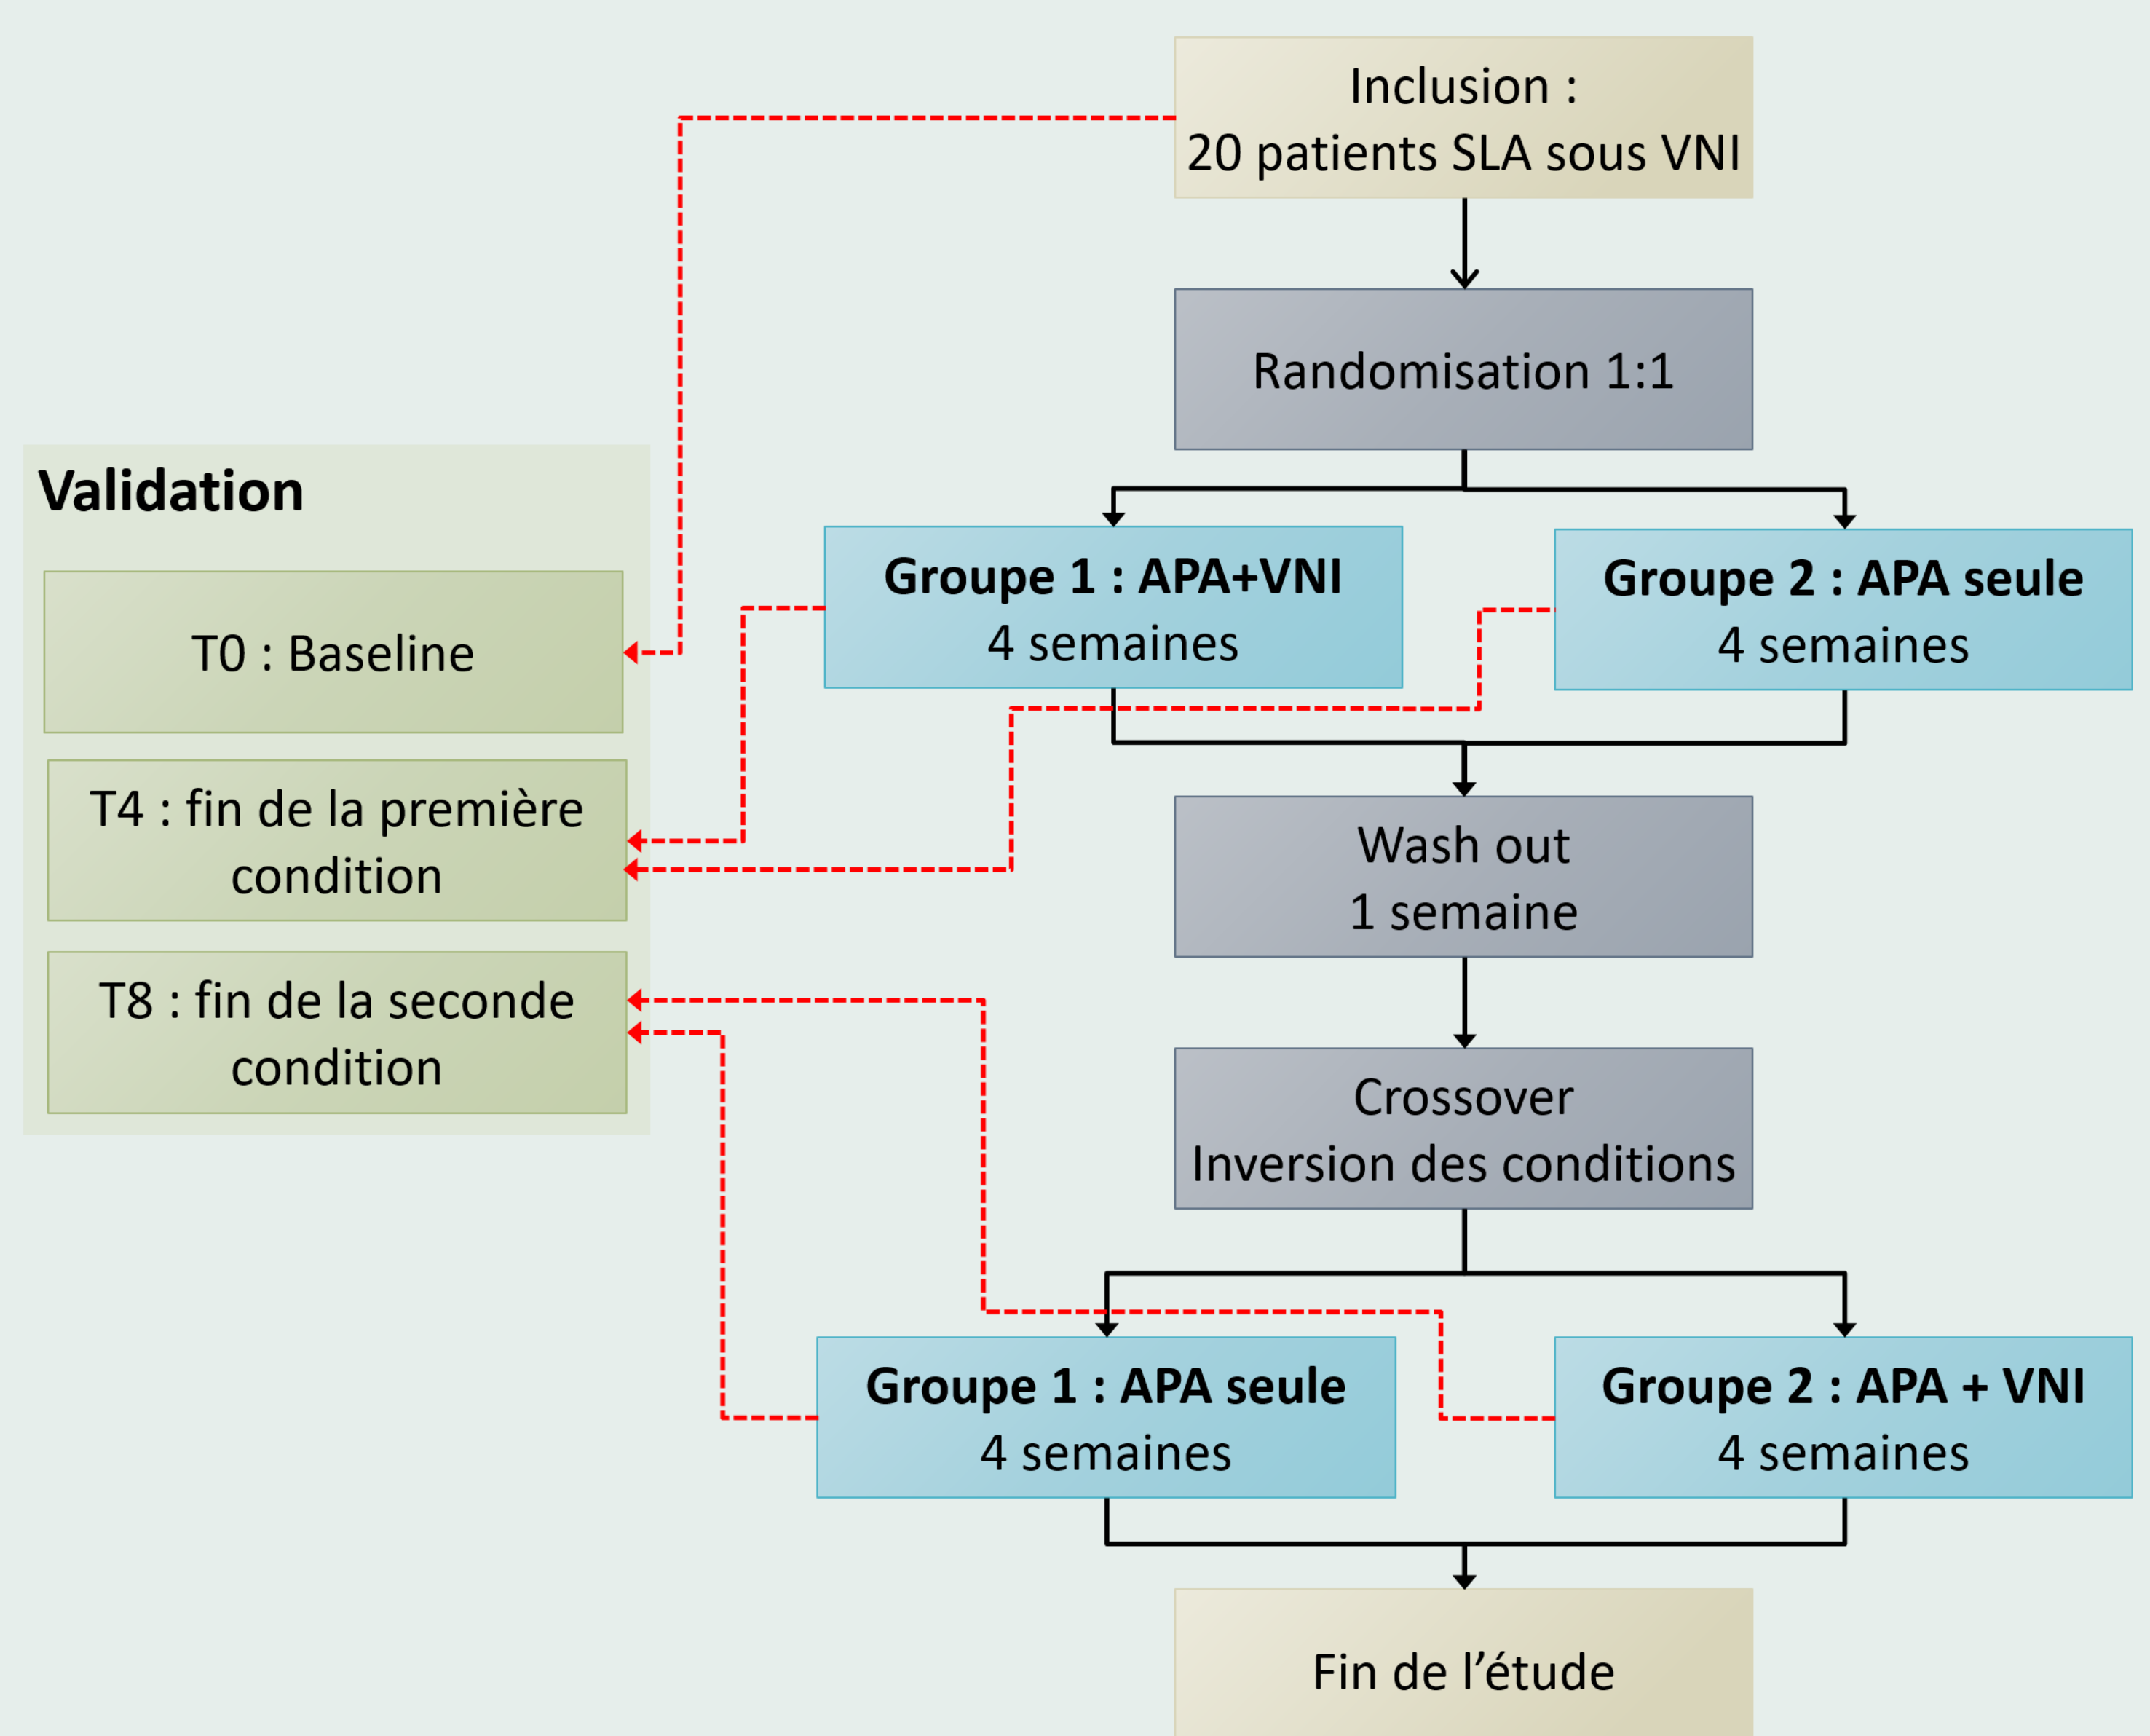 Inclusion :
20 patients SLA sous VNI
Randomisation 1:1
Validation
T0 : Baseline
T4 : fin de la première
condition
T8 : fin de la seconde
condition
Groupe 1 : APA+VNI
4 semaines
Groupe 2 : APA seule
4 semaines
Wash out
1 semaine
Crossover
Inversion des conditions
Groupe 1 : APA seule
4 semaines
Groupe 2 : APA + VNI
4 semaines
Fin de l’étude